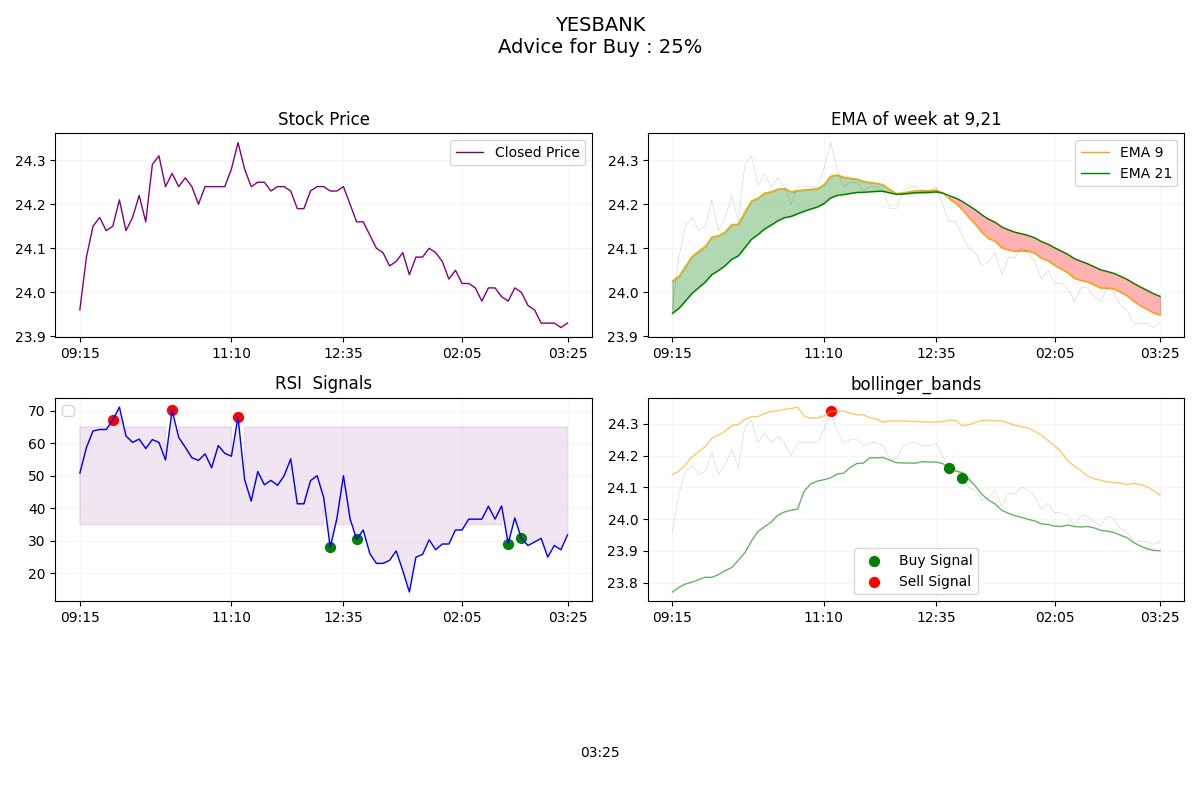 YESBANK
Advice for Buy : 25%
Stock Price
24.3
24.2
24.1
24.0
23.9
Closed Price
09:15 11:10 12:35 02:05 03:25
EMA of week at 9,21
24.3
24.2
24.1
24.0
23.9
EMA 9
EMA 21
09:15 11:10 12:35 02:05 03:25
RSI  Signals
70
60
50
40
30
20
09:15 11:10 12:35 02:05 03:25
bollinger_bands
24.3
24.2
24.1
24.0
23.9
23.8
Buy Signal
Sell Signal
09:15 11:10 12:35 02:05 03:25
03:25